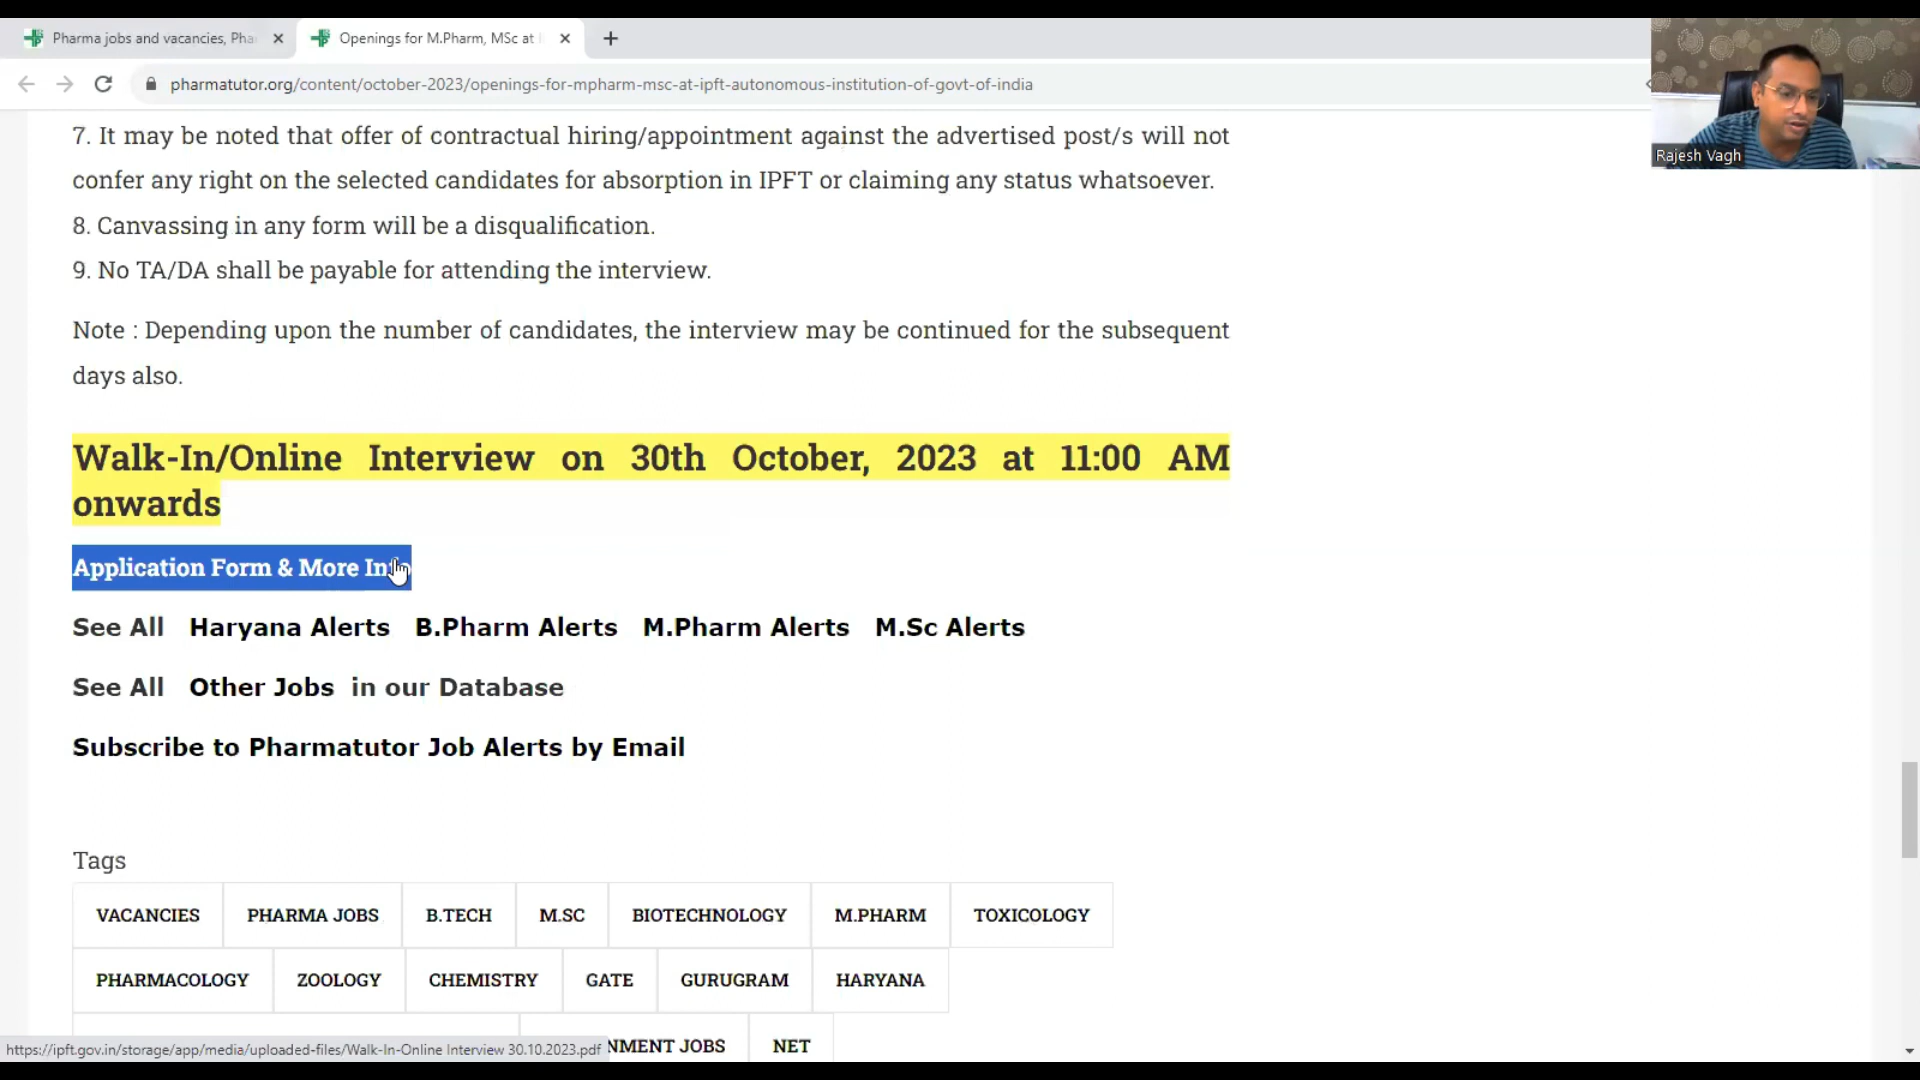 Pharma jobs and vacancies, Pha
Openings for M.Pharm, MSc at
pharmatutor.org/content/october-2023/openings-for-mpharm-msc-at-ipft-autonomous-institution-of-govt-of-india
Rajesh Vagh
7. It may be noted that offer of contractual hiring/appointment against the advertised post/s will not
confer any right on the selected candidates for absorption in IPFT or claiming any status whatsoever.
8. Canvassing in any form will be a disqualification.
9. No TA/DA shall be payable for attending the interview.
Note : Depending upon the number of candidates, the interview may be continued for the subsequent
days also.
Walk-In/Online Interview on 30th October, 2023 at 11:00 AM
onwards
Application Form & More Info
See All Haryana Alerts B.Pharm Alerts M.Pharm Alerts M.Sc Alerts
See All Other Jobs in our Database
Subscribe to Pharmatutor Job Alerts by Email
Tags
VACANCIES PHARMA JOBS B.TECH M.SC BIOTECHNOLOGY M.PHARM TOXICOLOGY
PHARMACOLOGY ZOOLOGY CHEMISTRY GATE GURUGRAM HARYANA
NMENT JOBS NET
https://ipft.gov.in/storage/app/media/uploaded-files/Walk-In-Online Interview 30.10.2023.pdf